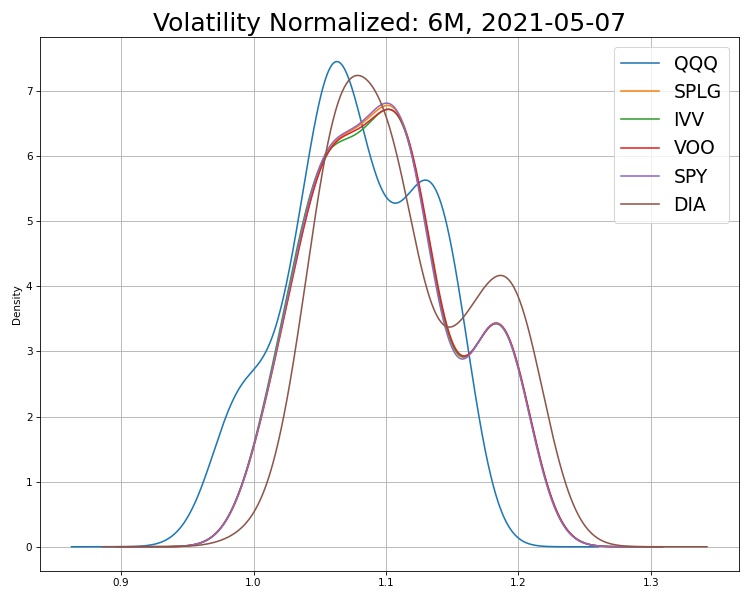 Volatility Normalized: 6M, 2021-05-07
QQQ
SPLG
IVV
VOO
SPY
DIA
Density
7
6
5
4
3
2
1
0
0.9
1.0
1.1
1.2
1.3